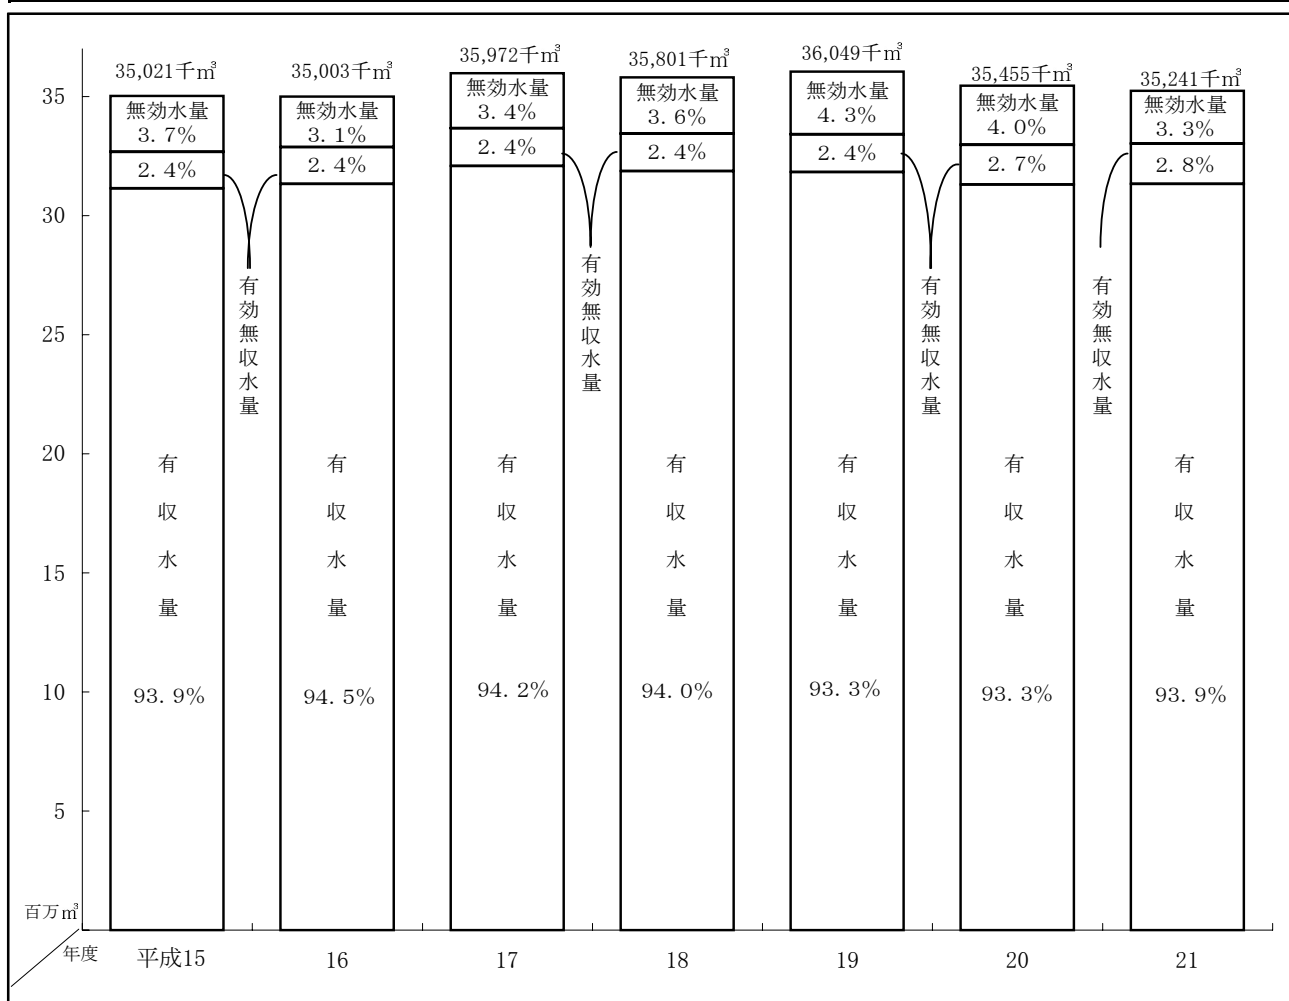 35,021千㎥
35,003千㎥
35,972千㎥
35,801千㎥
36,049千㎥
35,455千㎥
35,241千㎥
35
30
25
20
15
10
5
百万㎥
年度
無効水量
3.7%
2.4%
無効水量
3.1%
2.4%
無効水量
3.4%
2.4%
無効水量
3.6%
2.4%
無効水量
4.3%
2.4%
無効水量
4.0%
2.7%
無効水量
3.3%
2.8%
有効無収水量
有効無収水量
有効無収水量
有効無収水量
有収水量
有収水量
有収水量
有収水量
有収水量
有収水量
有収水量
93.9%
94.5%
94.2%
94.0%
93.3%
93.3%
93.9%
平成15
16
17
18
19
20
21